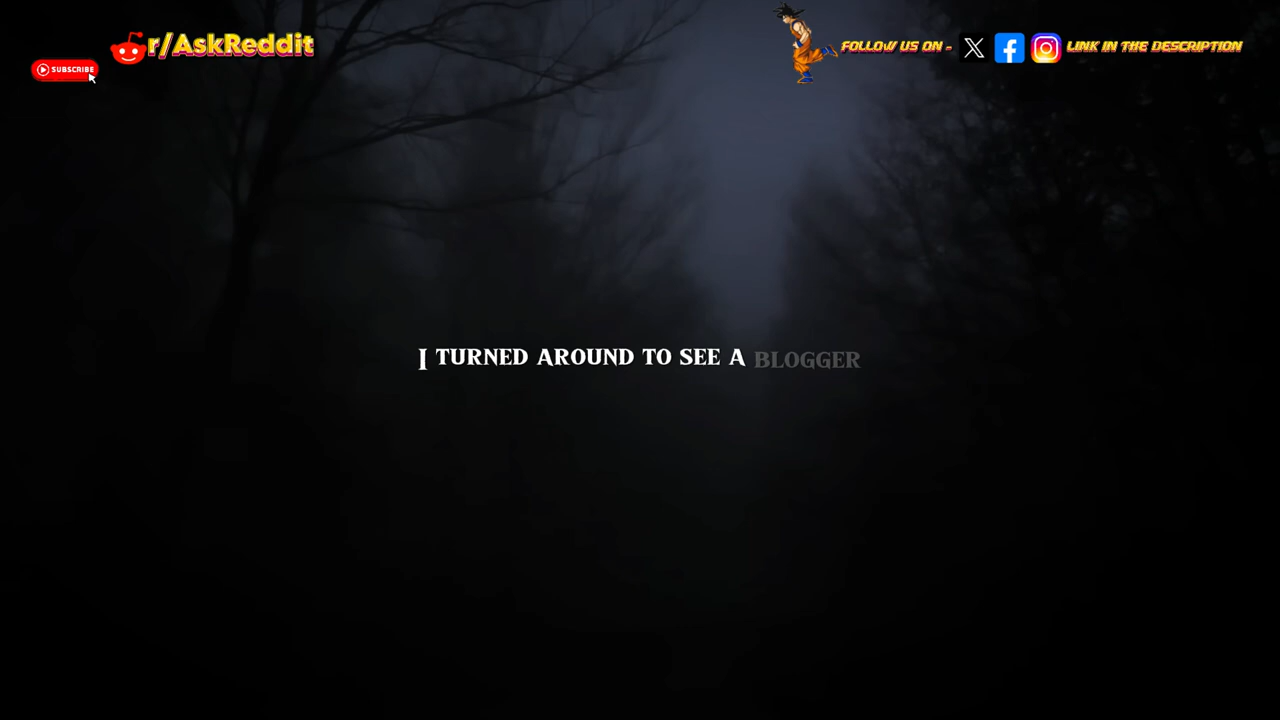 r/AskReddit
SUBSCRIBE
FOLLOW US ON -
LINK IN THE DESCRIPTION
I TURNED AROUND TO SEE A BLOGGER